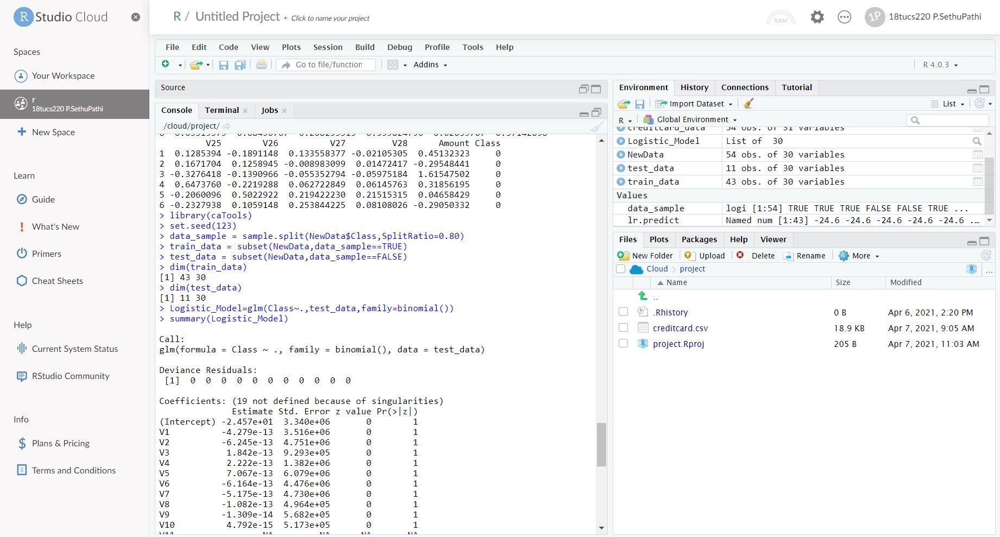 R Studio Cloud
Spaces
Your Workspace
r
18tucs220 P.SethuPathi
New Space
Learn
Guide
What's New
Primers
Cheat Sheets
Help
Current System Status
RStudio Community
Info
Plans & Pricing
Terms and Conditions
R / Untitled Project ← Click to name your project
RAM
1P 18tucs220 P.SethuPathi
File Edit Code View Plots Session Build Debug Profile Tools Help
Go to file/function Addins R 4.0.3
Source
Console Terminal Jobs
/cloud/project/
V25 V26 V27 V28 Amount Class
1 0.1285394 -0.1891148 0.133558377 -0.02105305 0.45132323 0
2 0.1671704 0.1258945 -0.008983099 0.01472417 -0.29548441 0
3 -0.3276418 -0.1390966 -0.055352794 -0.05975184 1.61547502 0
4 0.6473760 -0.2219288 0.062722849 0.06145763 0.31856195 0
5 -0.2060096 0.5022922 0.219422230 0.21515315 0.04658429 0
6 -0.2327938 0.1059148 0.253844225 0.08108026 -0.29050332 0
> library(caTools)
> set.seed(123)
> data_sample = sample.split(NewData$Class,SplitRatio=0.80)
> train_data = subset(NewData,data_sample==TRUE)
> test_data = subset(NewData,data_sample==FALSE)
> dim(train_data)
[1] 43 30
> dim(test_data)
[1] 11 30
> Logistic_Model=glm(Class~.,test_data,family=binomial())
> summary(Logistic_Model)
Call:
glm(formula = Class ~ ., family = binomial(), data = test_data)
Deviance Residuals:
[1] 0 0 0 0 0 0 0 0 0 0 0
Coefficients: (19 not defined because of singularities)
Estimate Std. Error z value Pr(>|z|)
(Intercept) -2.457e+01 3.340e+06 0 1
V1 -4.279e-13 3.516e+06 0 1
V2 -6.245e-13 4.751e+06 0 1
V3 1.842e-13 9.293e+05 0 1
V4 2.222e-13 1.382e+06 0 1
V5 7.067e-13 6.079e+06 0 1
V6 -6.164e-13 4.476e+06 0 1
V7 -5.175e-13 4.730e+06 0 1
V8 -1.082e-13 4.964e+05 0 1
V9 -1.309e-14 5.682e+05 0 1
V10 4.792e-15 5.173e+05 0 1
V11 NA NA NA NA
Environment History Connections Tutorial
Import Dataset List
R Global Environment
creditcard_data 54 obs. of 31 variables
Logistic_Model List of 30
NewData 54 obs. of 30 variables
test_data 11 obs. of 30 variables
train_data 43 obs. of 30 variables
Values
data_sample logi [1:54] TRUE TRUE TRUE FALSE FALSE TRUE ...
lr.predict Named num [1:43] -24.6 -24.6 -24.6 -24.6 -24.6 ...
Files Plots Packages Help Viewer
New Folder Upload Delete Rename More
Cloud > project R ...
Name Size Modified
..
.Rhistory 0 B Apr 6, 2021, 2:20 PM
creditcard.csv 18.9 KB Apr 7, 2021, 9:05 AM
project.Rproj 205 B Apr 7, 2021, 11:03 AM